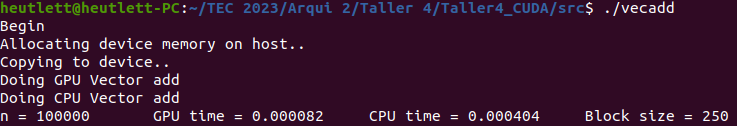 heutlett@heutlett-PC:~/TEC 2023/Arqui 2/Taller 4/Taller4_CUDA/src$ ./vecadd
Begin
Allocating device memory on host..
Copying to device..
Doing GPU Vector add
Doing CPU Vector add
n = 100000 GPU time = 0.000082 CPU time = 0.000404 Block size = 250